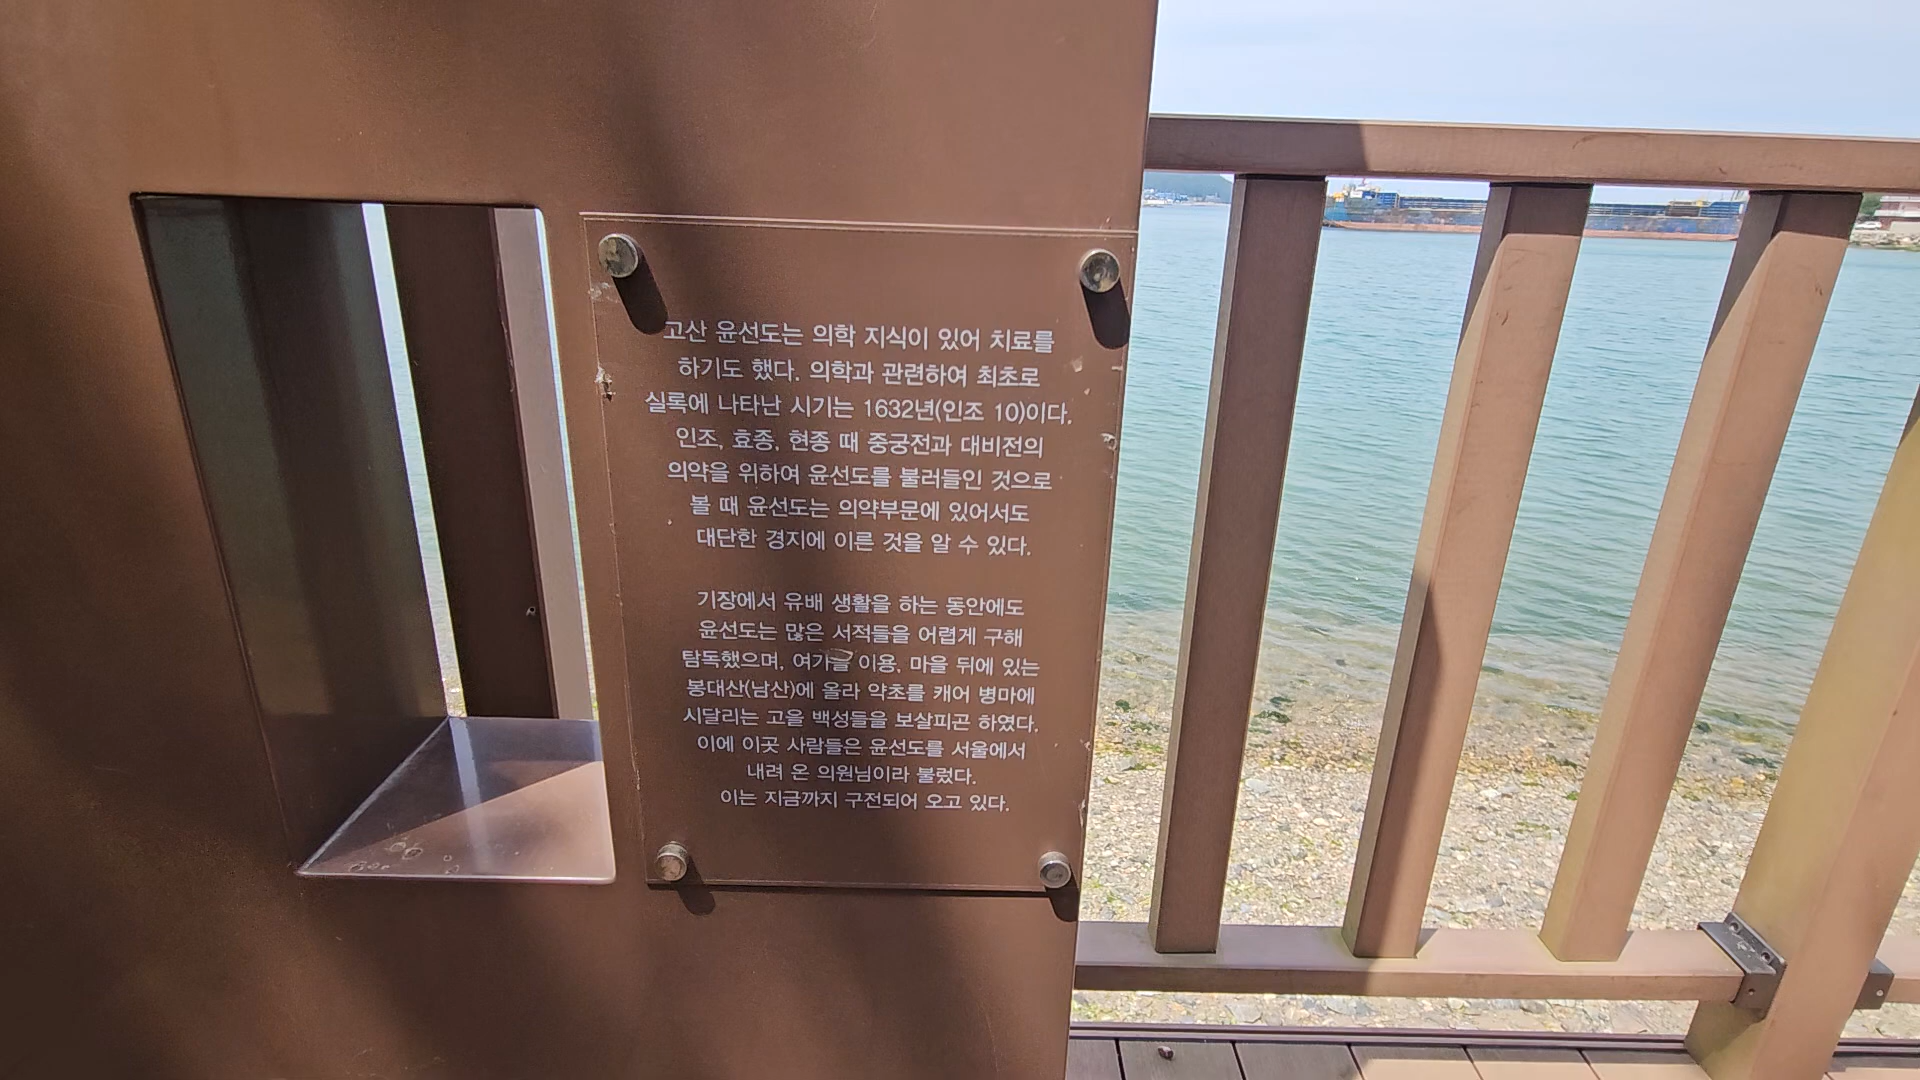 고산 윤선도는 의학 지식이 있어 치료를
하기도 했다. 의학과 관련하여 최초로
실록에 나타난 시기는 1632년(인조 10)이다.
인조, 효종, 현종 때 중궁전과 대비전의
의약을 위하여 윤선도를 불러들인 것으로
볼 때 윤선도는 의약부문에 있어서도
대단한 경지에 이른 것을 알 수 있다.
기장에서 유배 생활을 하는 동안에도
윤선도는 많은 서적들을 어렵게 구해
탐독했으며, 여가를 이용, 마을 뒤에 있는
봉대산(남산)에 올라 약초를 캐어 병마에
시달리는 고을 백성들을 보살피곤 하였다.
이에 이곳 사람들은 윤선도를 서울에서
내려 온 의원님이라 불렀다.
이는 지금까지 구전되어 오고 있다.